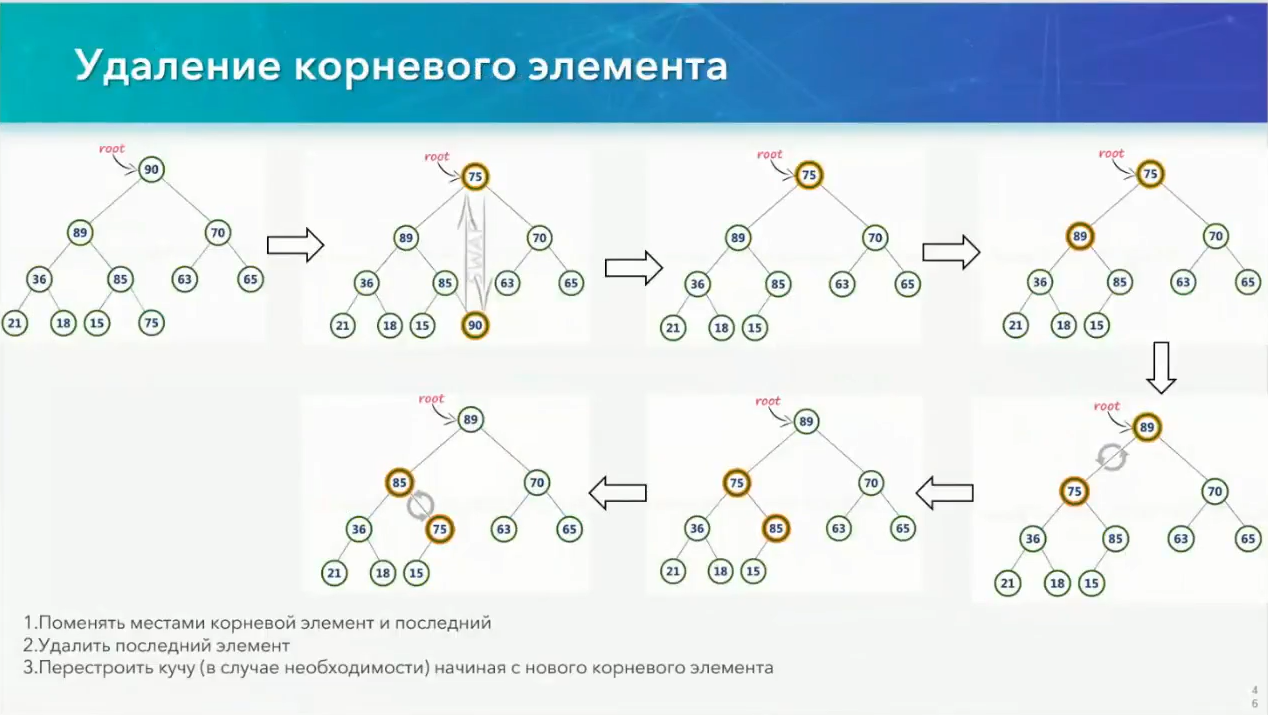 Удаление корневого элемента
root
90
89 70
36 85 63 65
21 18 15 75
root
75
89 70
36 85 63 65
21 18 15 90
SWAP
root
75
89 70
36 85 63 65
21 18 15
root
75
89 70
36 85 63 65
21 18 15
root
89
75 70
36 85 63 65
21 18 15
root
89
75 70
36 85 63 65
21 18 15
root
89
85 70
36 75 63 65
21 18 15
1.Поменять местами корневой элемент и последний
2.Удалить последний элемент
3.Перестроить кучу (в случае необходимости) начиная с нового корневого элемента
4
6